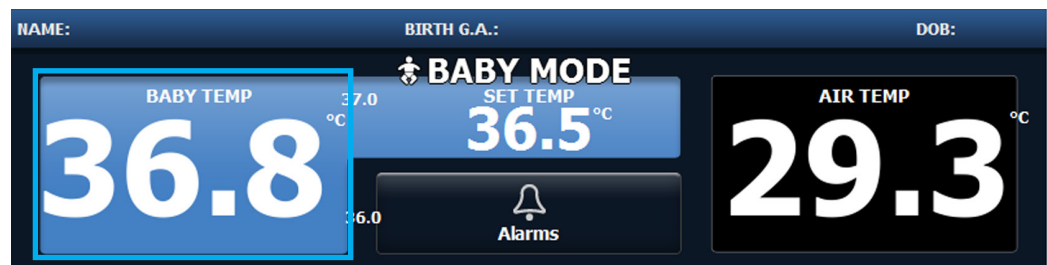 NAME: BIRTH G.A.: DOB:
BABY MODE
BABY TEMP 37.0 SET TEMP AIR TEMP
36.8 °C 36.5 °C 29.3 °C
36.0
Alarms